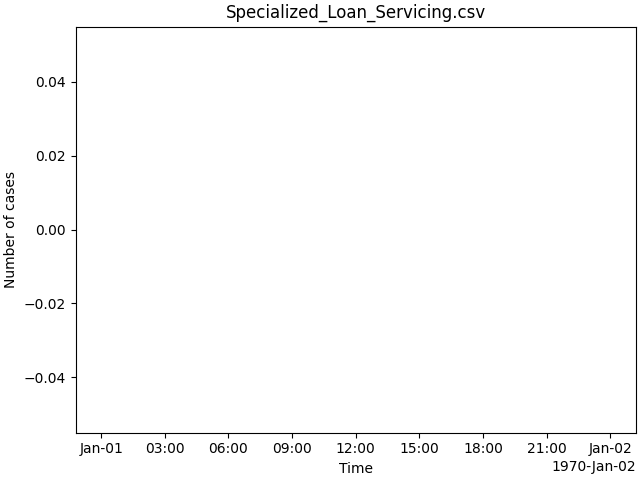 Specialized_Loan_Servicing.csv
0.04
0.02
0.00
−0.02
−0.04
Number of cases
Jan-01 03:00 06:00 09:00 12:00 15:00 18:00 21:00 Jan-02
Time
1970-Jan-02